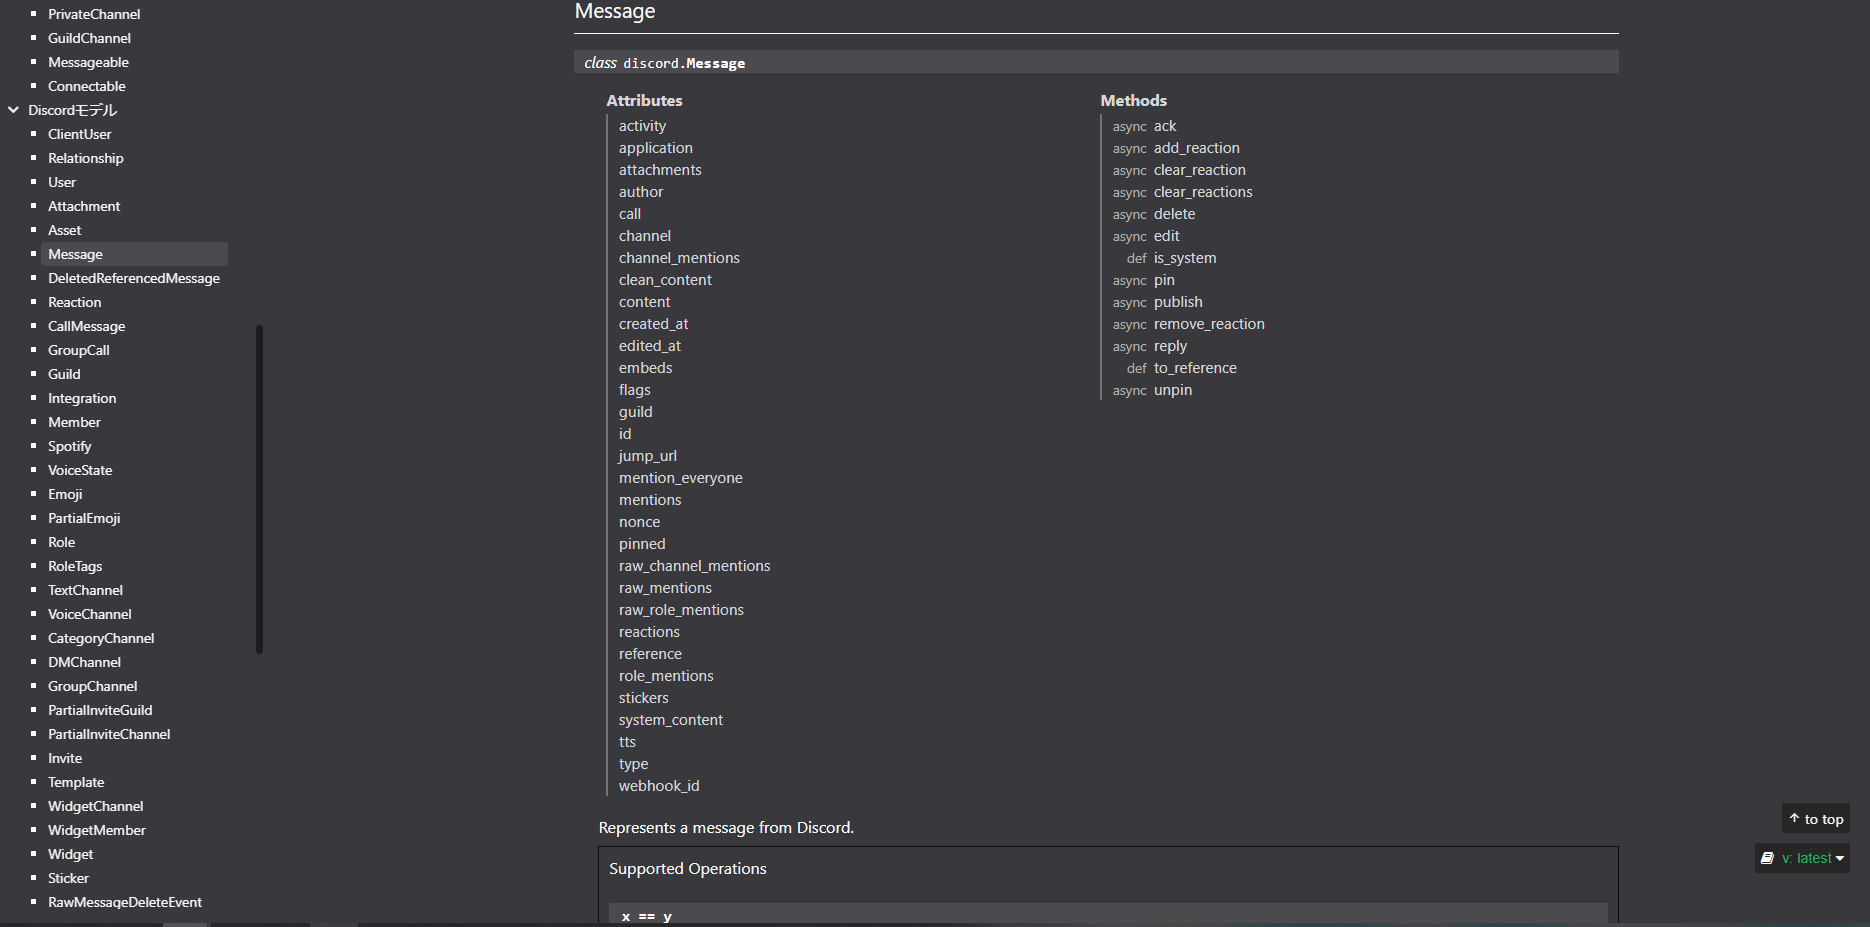 PrivateChannel
GuildChannel
Messageable
Connectable
Discordモデル
ClientUser
Relationship
User
Attachment
Asset
Message
DeletedReferencedMessage
Reaction
CallMessage
GroupCall
Guild
Integration
Member
Spotify
VoiceState
Emoji
PartialEmoji
Role
RoleTags
TextChannel
VoiceChannel
CategoryChannel
DMChannel
GroupChannel
PartialInviteGuild
PartialInviteChannel
Invite
Template
WidgetChannel
WidgetMember
Widget
Sticker
RawMessageDeleteEvent
Message
class discord.Message
Attributes
activity
application
attachments
author
call
channel
channel_mentions
clean_content
content
created_at
edited_at
embeds
flags
guild
id
jump_url
mention_everyone
mentions
nonce
pinned
raw_channel_mentions
raw_mentions
raw_role_mentions
reactions
reference
role_mentions
stickers
system_content
tts
type
webhook_id
Methods
async ack
async add_reaction
async clear_reaction
async clear_reactions
async delete
async edit
def is_system
async pin
async publish
async remove_reaction
async reply
def to_reference
async unpin
Represents a message from Discord.
Supported Operations
x == y
↑ to top
v: latest